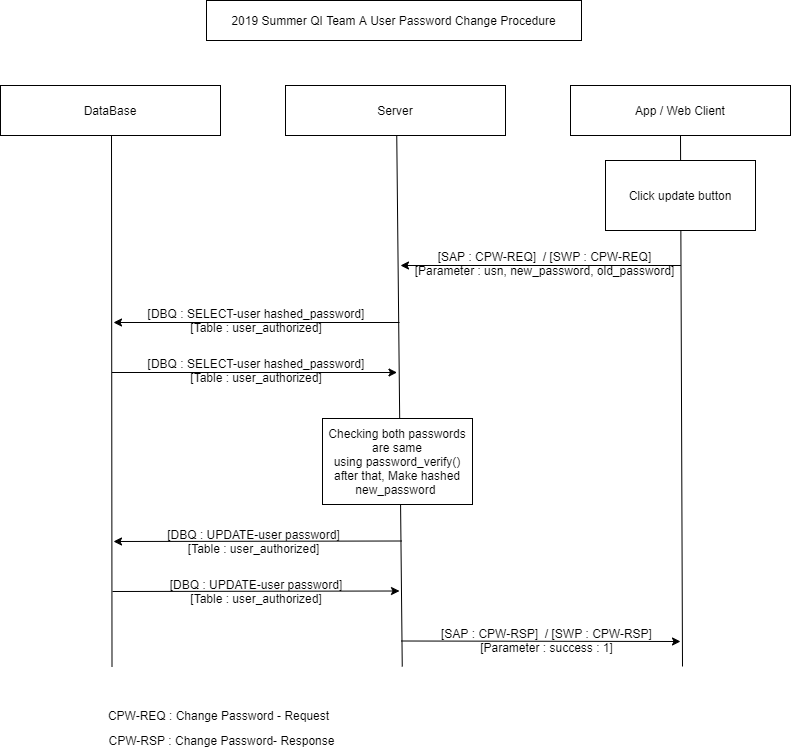 2019 Summer QI Team A User Password Change Procedure
DataBase
Server
App / Web Client
Click update button
[SAP : CPW-REQ] / [SWP : CPW-REQ]
[Parameter : usn, new_password, old_password]
[DBQ : SELECT-user hashed_password]
[Table : user_authorized]
[DBQ : SELECT-user hashed_password]
[Table : user_authorized]
Checking both passwords
are same
using password_verify()
after that, Make hashed
new_password
[DBQ : UPDATE-user password]
[Table : user_authorized]
[DBQ : UPDATE-user password]
[Table : user_authorized]
[SAP : CPW-RSP] / [SWP : CPW-RSP]
[Parameter : success : 1]
CPW-REQ : Change Password - Request
CPW-RSP : Change Password- Response